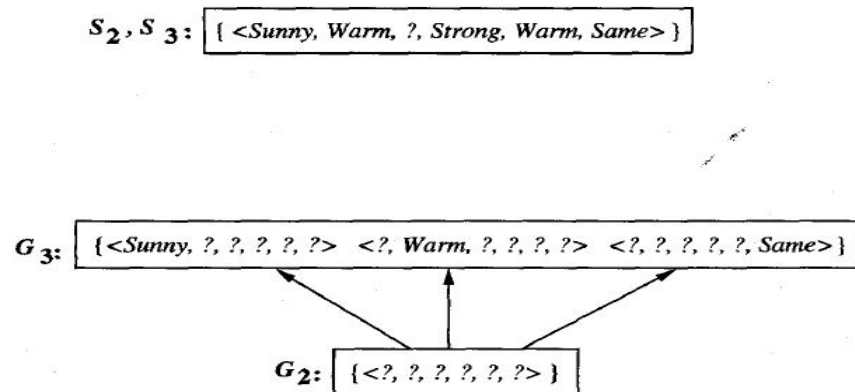 S2, S3: { <Sunny, Warm, ?, Strong, Warm, Same> }
G3: {<Sunny, ?, ?, ?, ?, ?> <?, Warm, ?, ?, ?, ?> <?, ?, ?, ?, ?, Same>}
G2: {<?, ?, ?, ?, ?, ?> }